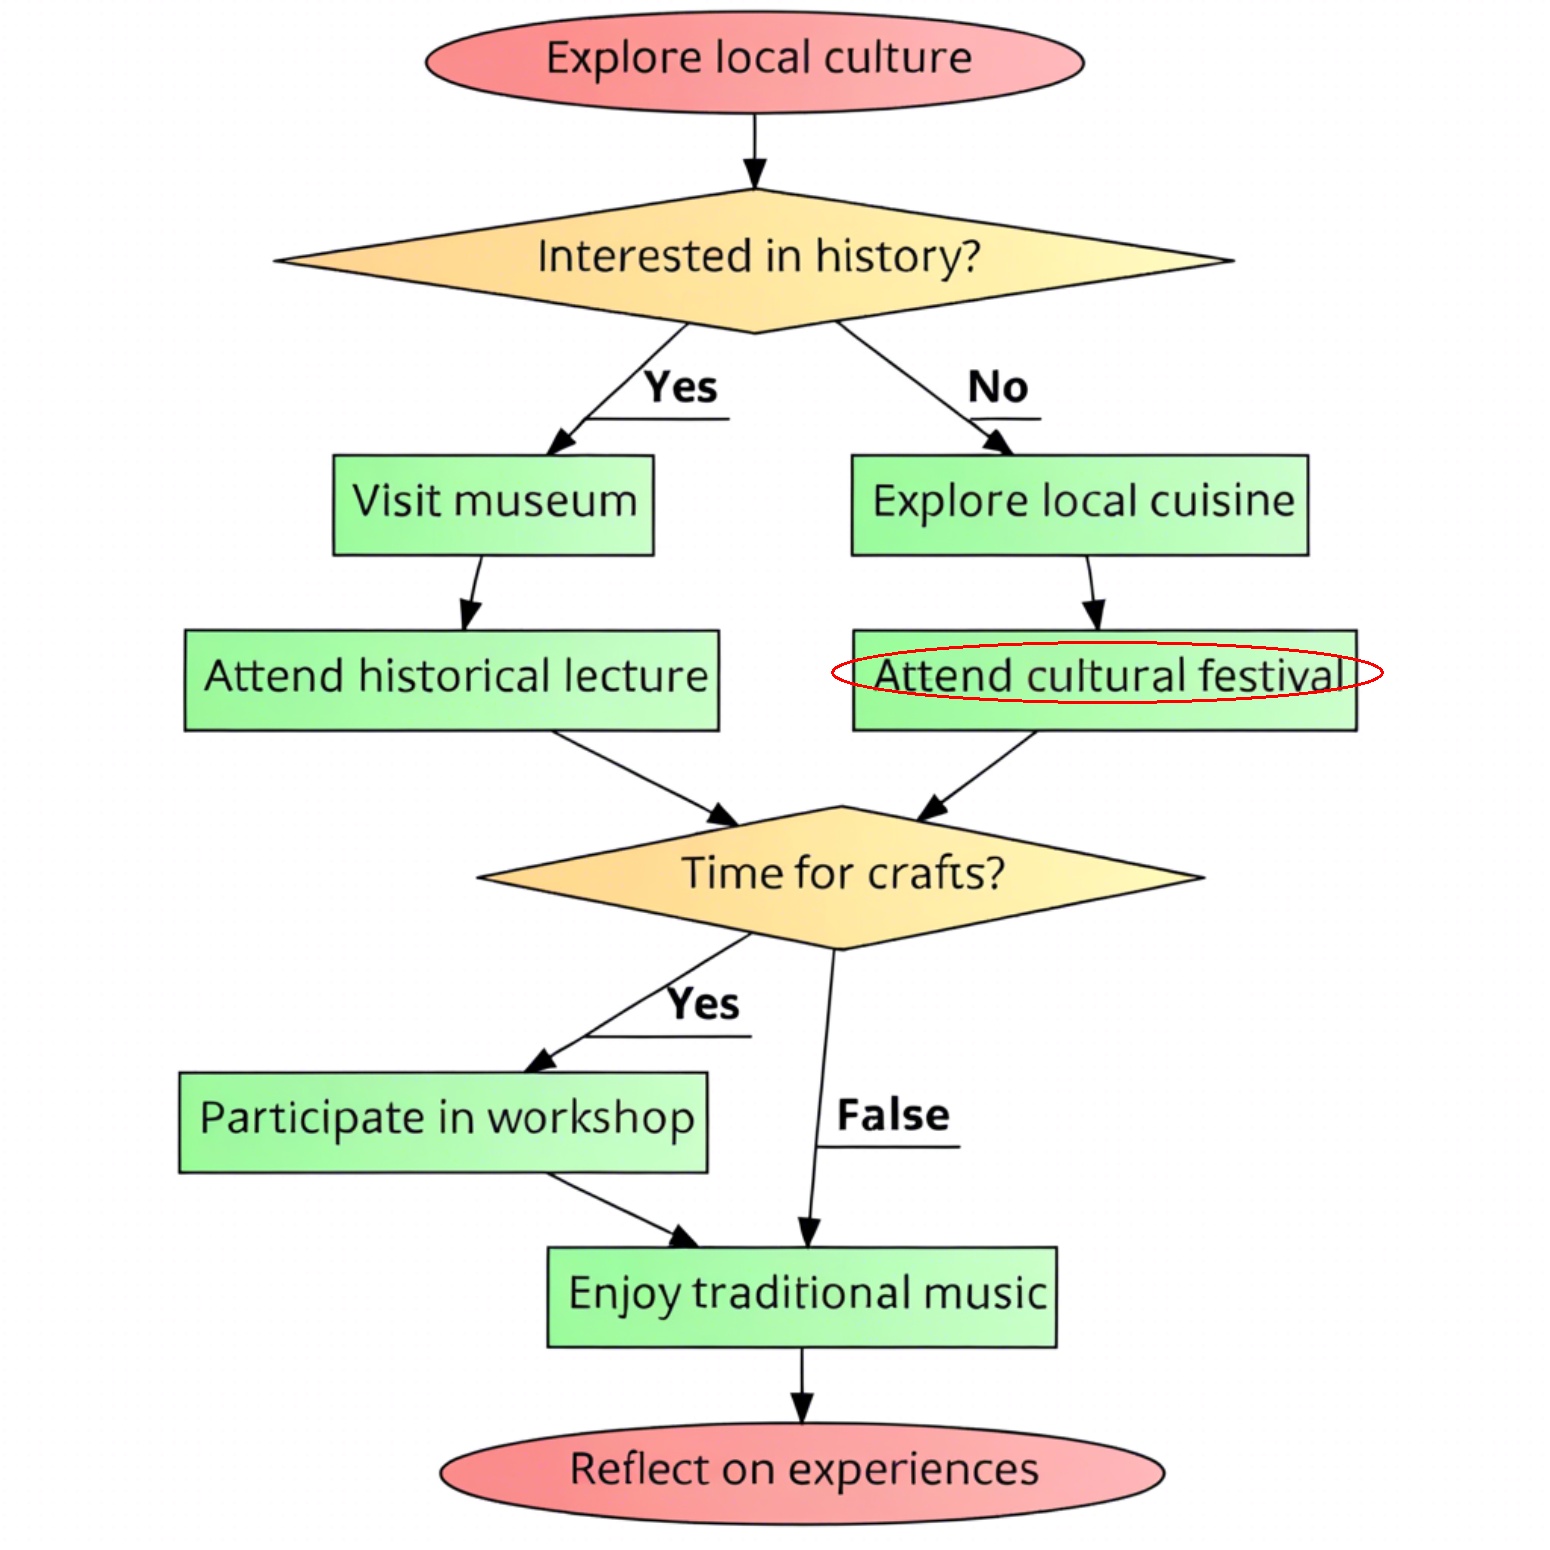 Explore local culture
Interested in history?
Yes
No
Visit museum
Explore local cuisine
Attend historical lecture
Attend cultural festival
Time for crafts?
Yes
False
Participate in workshop
Enjoy traditional music
Reflect on experiences